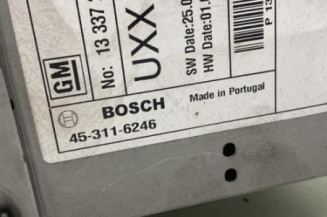 GM
No: 13 337
UXX
SW Date:25.0
HW Date:01.
P 13
BOSCH
Made in Portugal
45-311-6246